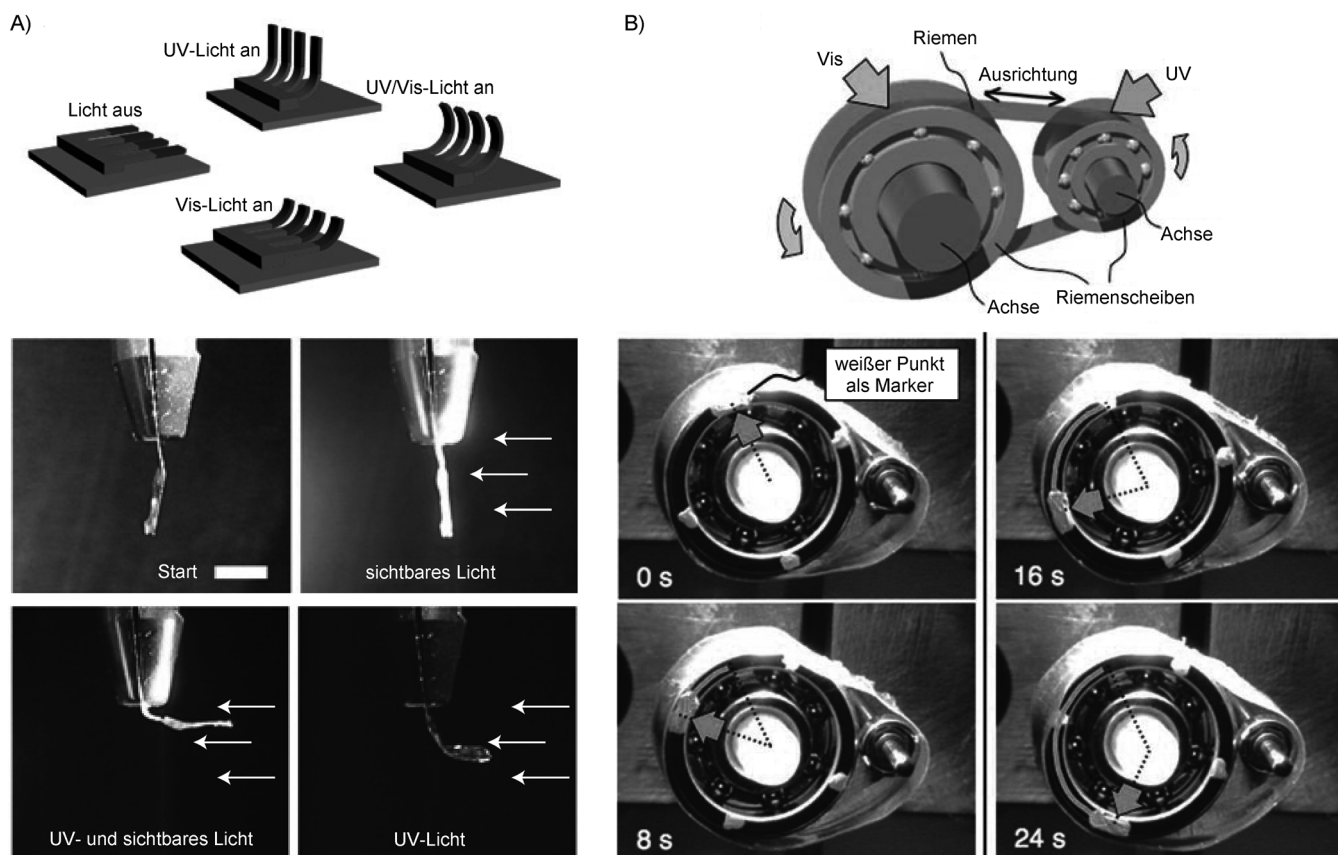 A)
UV-Licht an
UV/Vis-Licht an
Licht aus
Vis-Licht an
Start
sichtbares Licht
UV- und sichtbares Licht
UV-Licht
B)
Riemen
Vis
Ausrichtung
UV
Achse
Achse
Riemenscheiben
weißer Punkt
als Marker
0 s
16 s
8 s
24 s